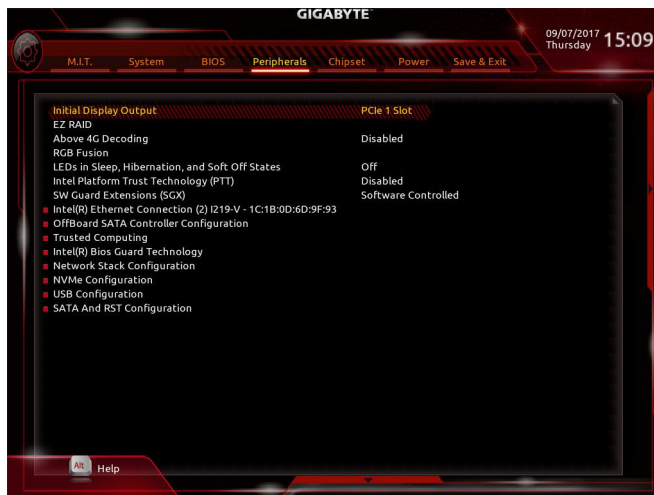 GIGABYTE™
09/07/2017 Thursday 15:09
M.I.T. System BIOS Peripherals Chipset Power Save & Exit
Initial Display Output PCIe 1 Slot
EZ RAID
Above 4G Decoding Disabled
RGB Fusion
LEDs in Sleep, Hibernation, and Soft Off States Off
Intel Platform Trust Technology (PTT) Disabled
SW Guard Extensions (SGX) Software Controlled
Intel(R) Ethernet Connection (2) I219-V - 1C:1B:0D:6D:9F:93
OffBoard SATA Controller Configuration
Trusted Computing
Intel(R) Bios Guard Technology
Network Stack Configuration
NVMe Configuration
USB Configuration
SATA And RST Configuration
Alt Help